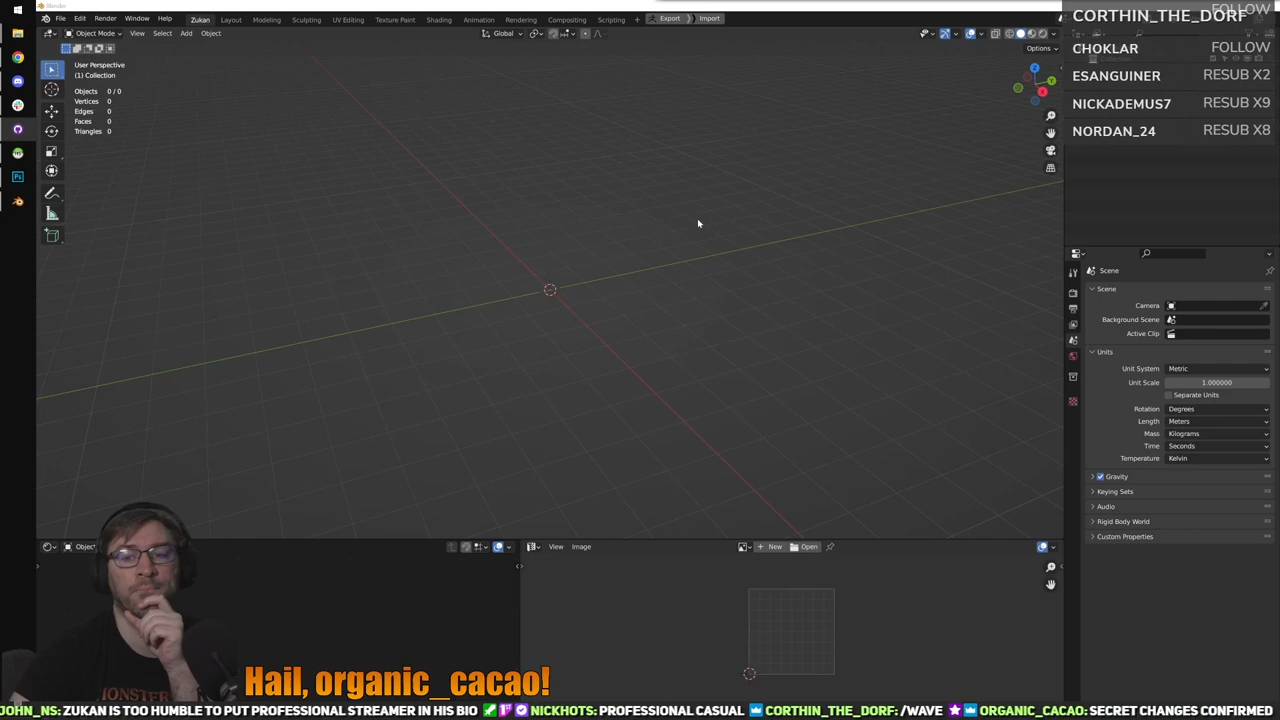 Blender
File Edit Render Window Help Zukan Layout Modeling Sculpting UV Editing Texture Paint Shading Animation Rendering Compositing Scripting + Export Import
Object Mode View Select Add Object Global
Options
User Perspective
(1) Collection
Objects 0 / 0
Vertices 0
Edges 0
Faces 0
Triangles 0
Z
Y
X
FOLLOW
CORTHIN_THE_DORF
CHOKLAR FOLLOW
ESANGUINER RESUB X2
NICKADEMUS7 RESUB X9
NORDAN_24 RESUB X8
Scene
Scene
Camera
Background Scene
Active Clip
Units
Unit System Metric
Unit Scale 1.000000
Separate Units
Rotation Degrees
Length Meters
Mass Kilograms
Time Seconds
Temperature Kelvin
Gravity
Keying Sets
Audio
Rigid Body World
Custom Properties
Object
View Image
New Open
MONSTER
Hail, organic_cacao!
JOHN_NS: ZUKAN IS TOO HUMBLE TO PUT PROFESSIONAL STREAMER IN HIS BIO NICKHOTS: PROFESSIONAL CASUAL CORTHIN_THE_DORF: /WAVE ORGANIC_CACAO: SECRET CHANGES CONFIRMED